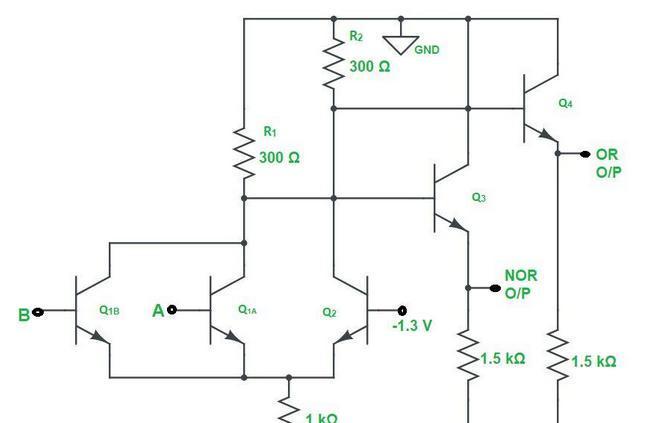 R2
300 Ω
GND
Q4
R1
300 Ω
OR
O/P
Q3
NOR
O/P
B
Q1B
A
Q1A
Q2
-1.3 V
1.5 kΩ
1.5 kΩ
1 kΩ